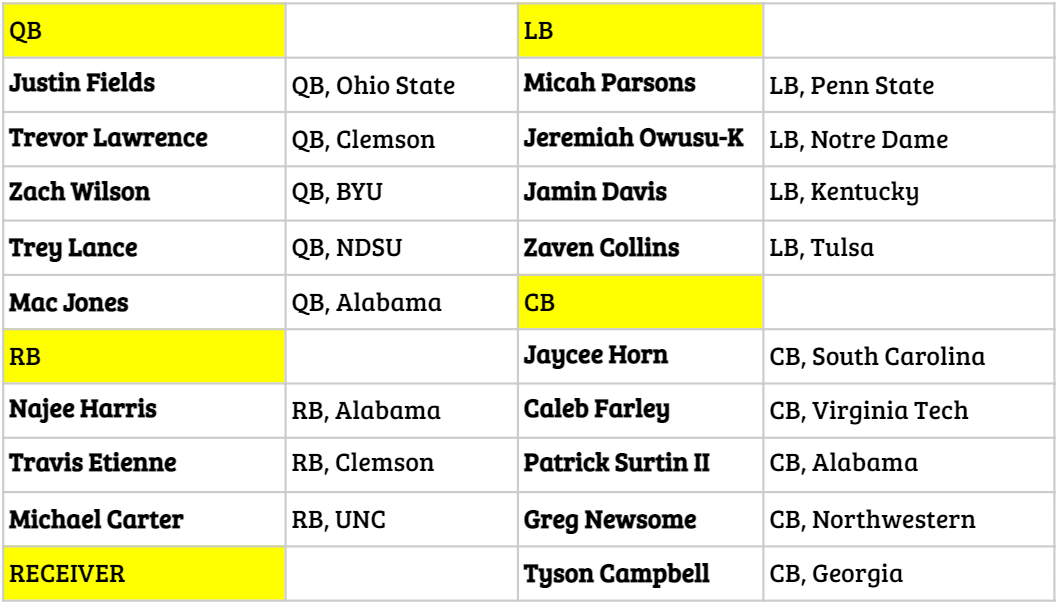 QB LB
Justin Fields QB, Ohio State Micah Parsons LB, Penn State
Trevor Lawrence QB, Clemson Jeremiah Owusu-K LB, Notre Dame
Zach Wilson QB, BYU Jamin Davis LB, Kentucky
Trey Lance QB, NDSU Zaven Collins LB, Tulsa
Mac Jones QB, Alabama CB
RB Jaycee Horn CB, South Carolina
Najee Harris RB, Alabama Caleb Farley CB, Virginia Tech
Travis Etienne RB, Clemson Patrick Surtin II CB, Alabama
Michael Carter RB, UNC Greg Newsome CB, Northwestern
RECEIVER Tyson Campbell CB, Georgia